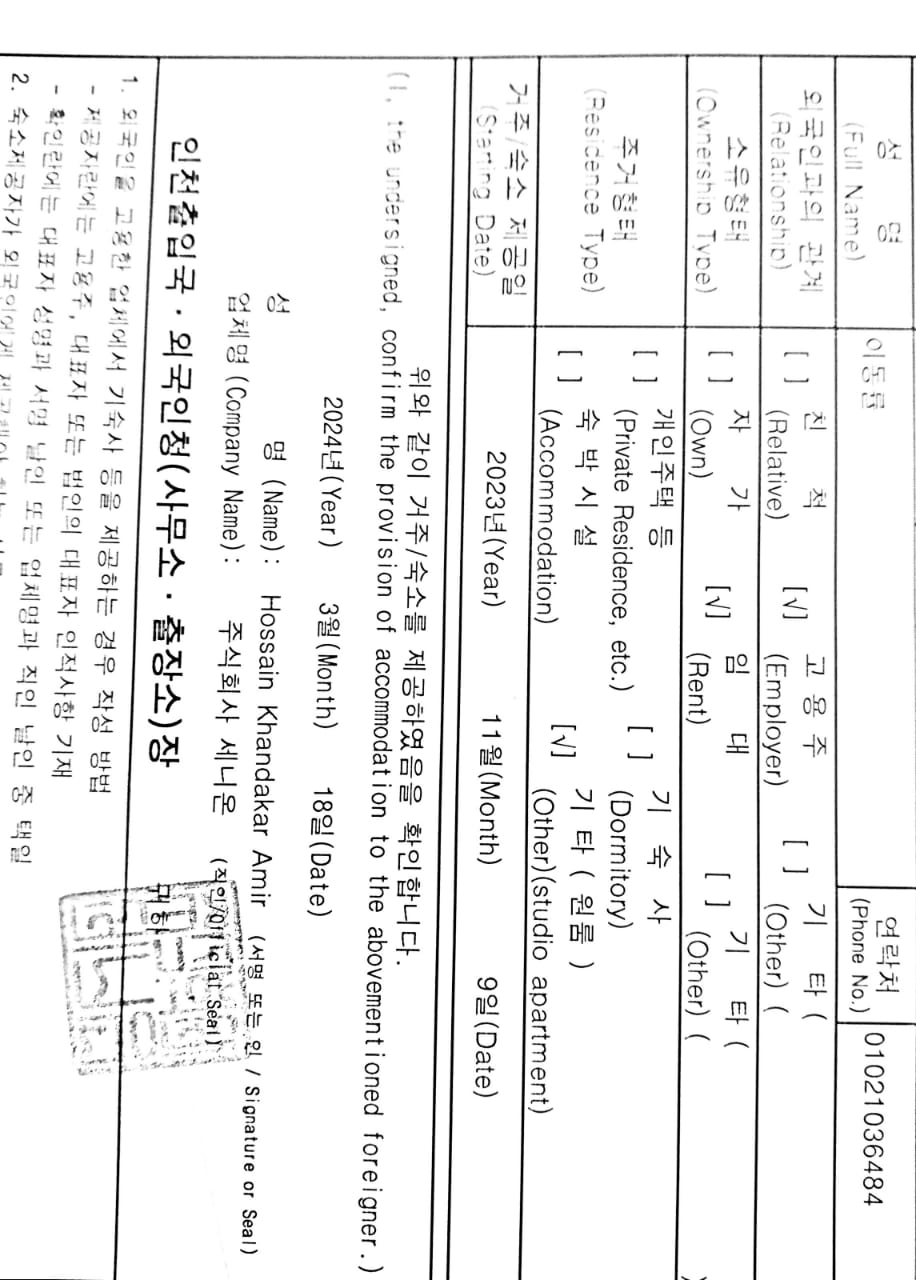 성 명
(Full Name)
이동훈
연락처
(Phone No.)
01021036484
외국인과의 관계
(Relationship)
[ ] 친 척 [√] 고 용 주 [ ] 기 타 (
(Relative) (Employer) (Other) (
소유형태
(Ownership Type)
[ ] 자 가 [√] 임 대 [ ] 기 타 (
(Own) (Rent) (Other) (
)
주거형태
(Residence Type)
[ ] 개인주택 등 [ ] 기 숙 사
(Private Residence, etc.) (Dormitory)
[ ] 숙 박 시 설 [√] 기 타 ( 원룸 )
(Accommodation) (Other)(studio apartment)
거주/숙소 제공일
(Starting Date)
2023년(Year) 11월(Month) 9일(Date)
위와 같이 거주/숙소를 제공하였음을 확인합니다.
(I, the undersigned, confirm the provision of accommodation to the abovementioned foreigner.)
2024년(Year) 3월(Month) 18일(Date)
성 명 (Name): Hossain Khandakar Amir (서명 또는 인 / Signature or Seal)
업체명 (Company Name): 주식회사 세니온 (직인/Official Seal)
인천출입국 · 외국인청(사무소 · 출장소)장 귀하
1. 외국인을 고용한 업체에서 기숙사 등을 제공하는 경우 작성 방법
- 제공자란에는 고용주, 대표자 또는 법인의 대표자 인적사항 기재
- 확인란에는 대표자 성명과 서명 날인 또는 업체명과 직인 날인 중 택일
2. 숙소제공자가 외국인에게